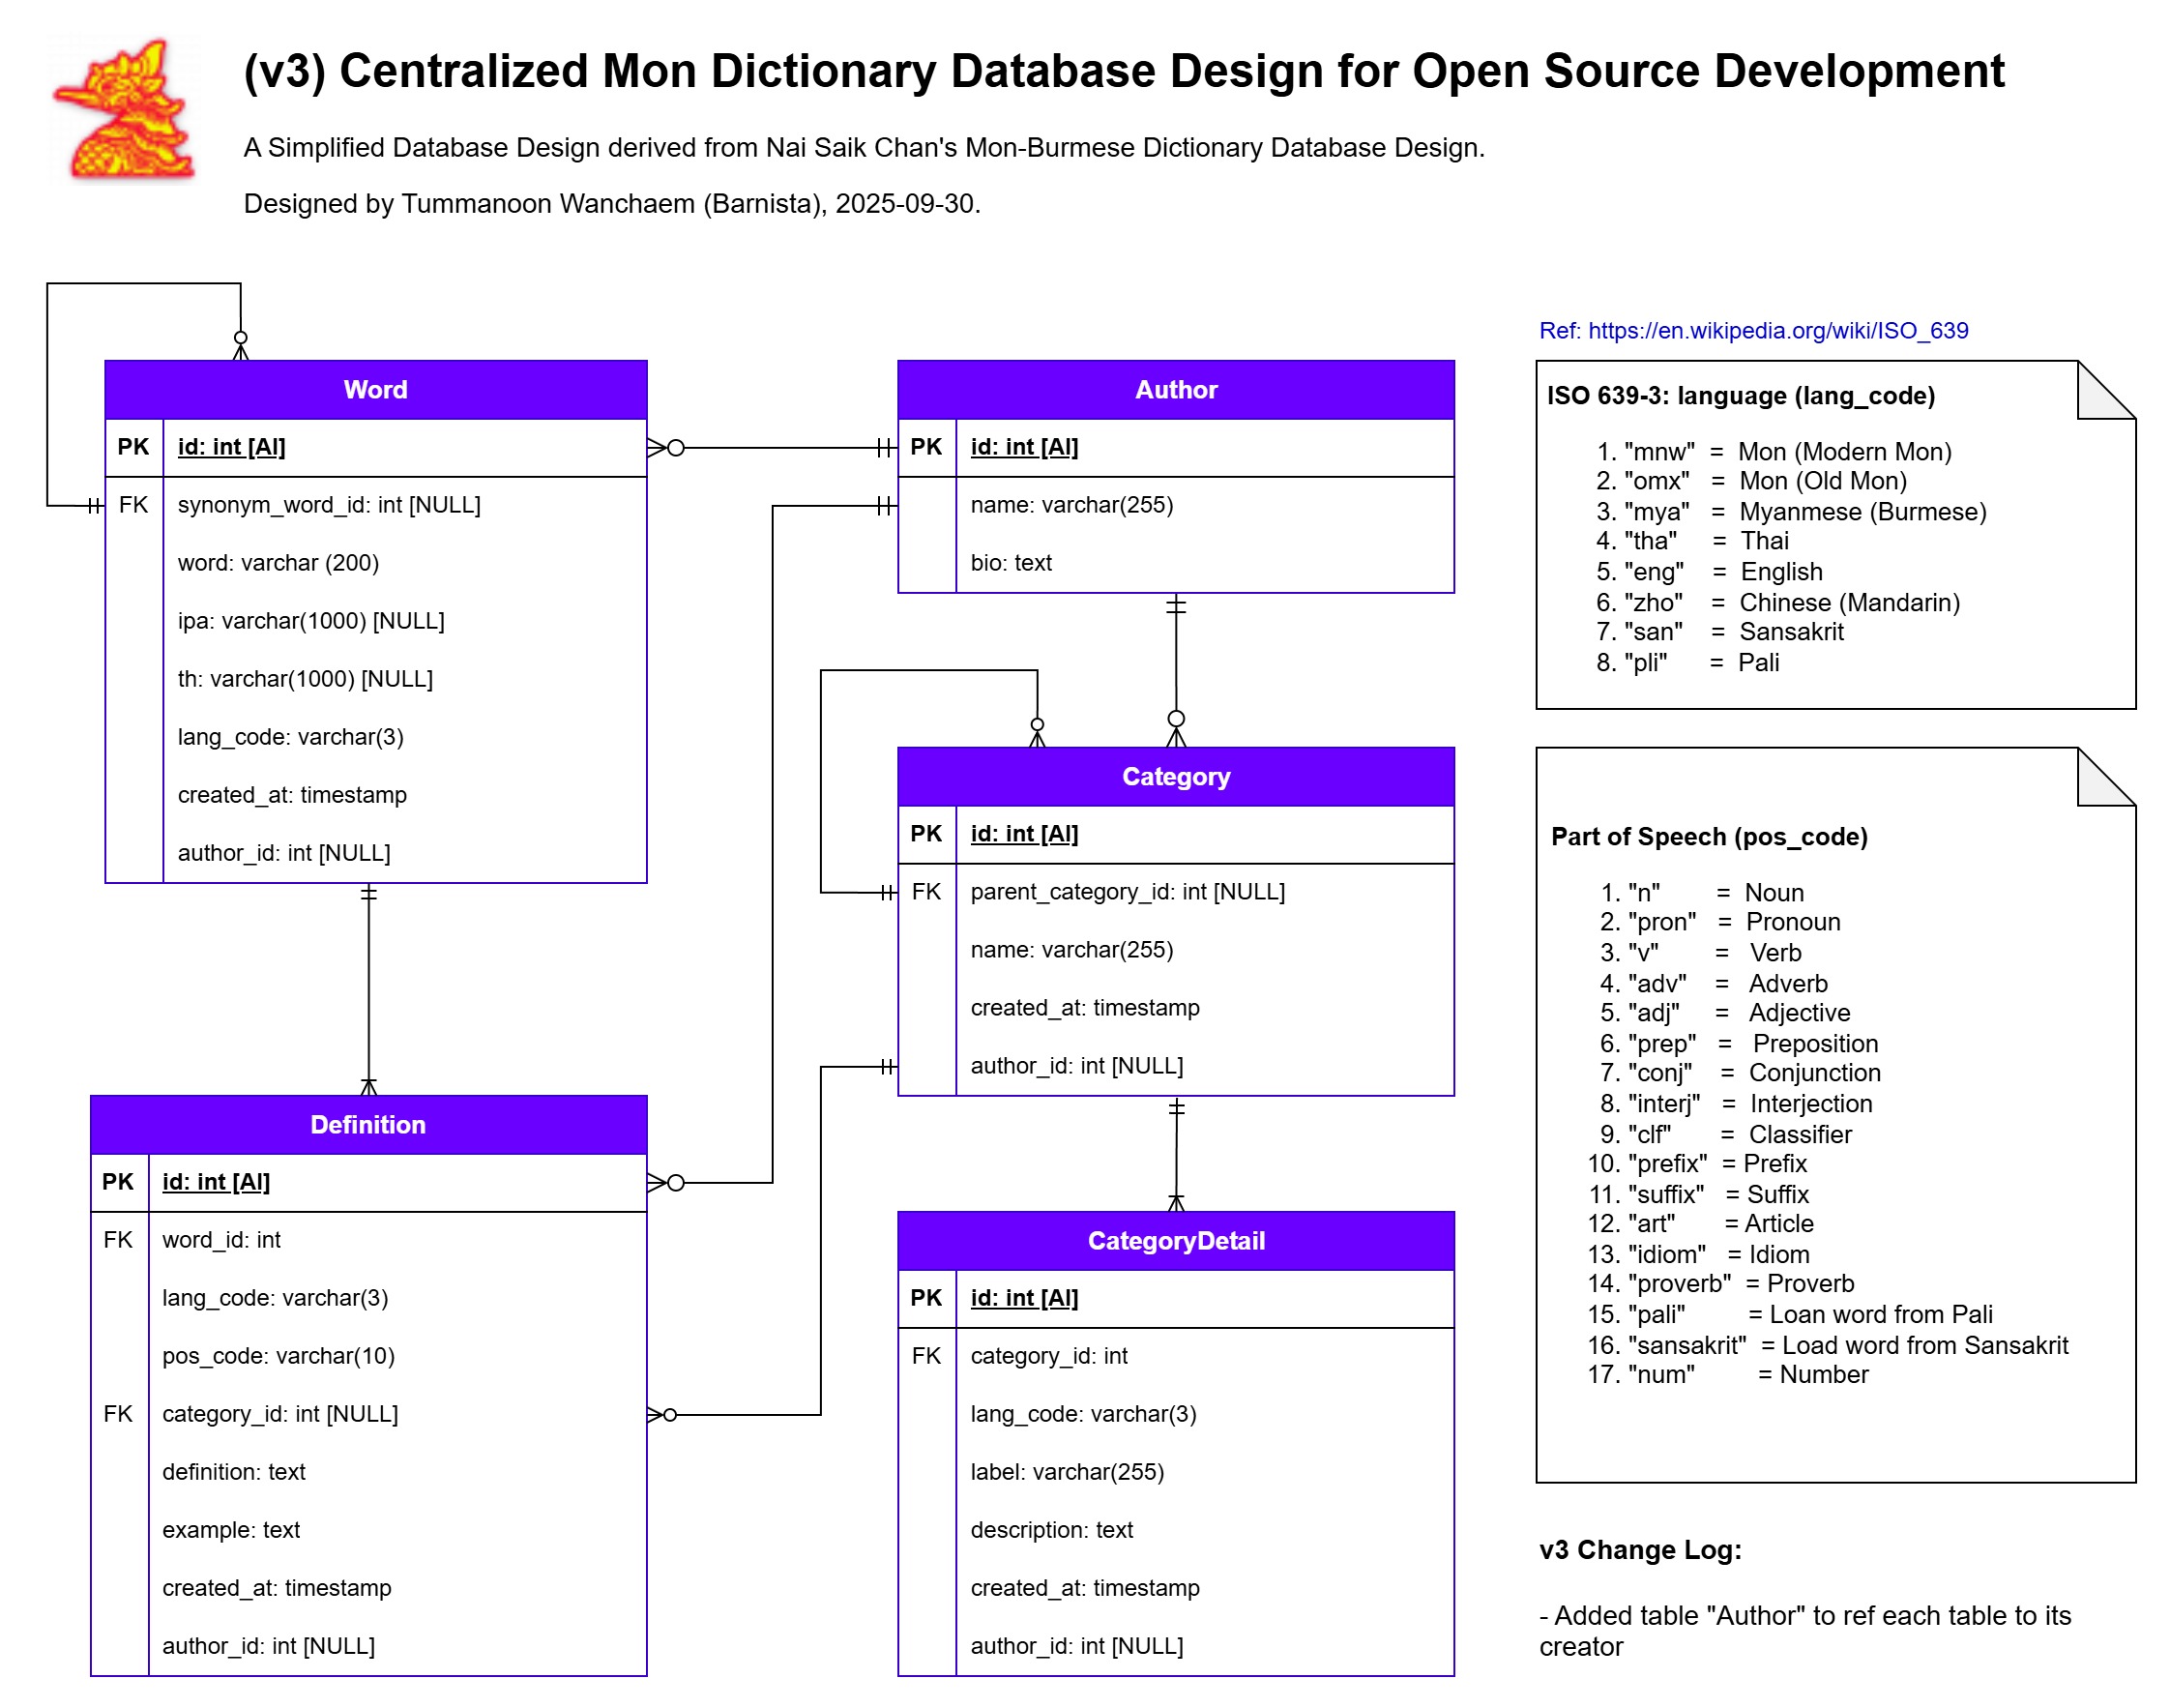 (v3) Centralized Mon Dictionary Database Design for Open Source Development
A Simplified Database Design derived from Nai Saik Chan's Mon-Burmese Dictionary Database Design.
Designed by Tummanoon Wanchaem (Barnista), 2025-09-30.
Word
PK id: int [AI]
FK synonym_word_id: int [NULL]
word: varchar (200)
ipa: varchar(1000) [NULL]
th: varchar(1000) [NULL]
lang_code: varchar(3)
created_at: timestamp
author_id: int [NULL]
Author
PK id: int [AI]
name: varchar(255)
bio: text
Category
PK id: int [AI]
FK parent_category_id: int [NULL]
name: varchar(255)
created_at: timestamp
author_id: int [NULL]
Definition
PK id: int [AI]
FK word_id: int
lang_code: varchar(3)
pos_code: varchar(10)
FK category_id: int [NULL]
definition: text
example: text
created_at: timestamp
author_id: int [NULL]
CategoryDetail
PK id: int [AI]
FK category_id: int
lang_code: varchar(3)
label: varchar(255)
description: text
created_at: timestamp
author_id: int [NULL]
Ref: https://en.wikipedia.org/wiki/ISO_639
ISO 639-3: language (lang_code)
1. "mnw" = Mon (Modern Mon)
2. "omx" = Mon (Old Mon)
3. "mya" = Myanmese (Burmese)
4. "tha" = Thai
5. "eng" = English
6. "zho" = Chinese (Mandarin)
7. "san" = Sansakrit
8. "pli" = Pali
Part of Speech (pos_code)
1. "n" = Noun
2. "pron" = Pronoun
3. "v" = Verb
4. "adv" = Adverb
5. "adj" = Adjective
6. "prep" = Preposition
7. "conj" = Conjunction
8. "interj" = Interjection
9. "clf" = Classifier
10. "prefix" = Prefix
11. "suffix" = Suffix
12. "art" = Article
13. "idiom" = Idiom
14. "proverb" = Proverb
15. "pali" = Loan word from Pali
16. "sansakrit" = Load word from Sansakrit
17. "num" = Number
v3 Change Log:
- Added table "Author" to ref each table to its
creator